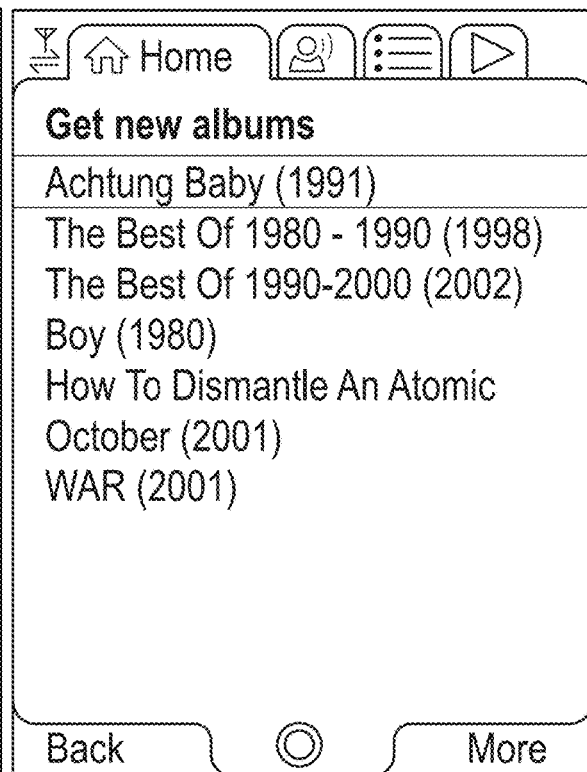 Home
Get new albums
Achtung Baby (1991)
The Best Of 1980 - 1990 (1998)
The Best Of 1990-2000 (2002)
Boy (1980)
How To Dismantle An Atomic
October (2001)
WAR (2001)
Back More